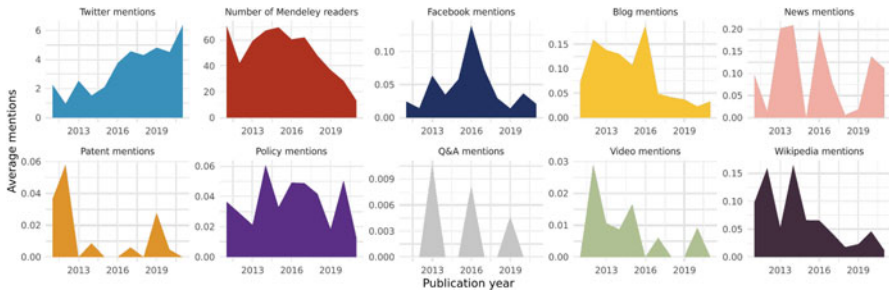 Twitter mentions Number of Mendeley readers Facebook mentions Blog mentions News mentions
6 4 2 0
60 40 20 0
0.10 0.05 0.00
0.15 0.10 0.05 0.00
0.20 0.15 0.10 0.05 0.00
2013 2016 2019 2013 2016 2019 2013 2016 2019 2013 2016 2019 2013 2016 2019
Average mentions
Patent mentions Policy mentions Q&A mentions Video mentions Wikipedia mentions
0.06 0.04 0.02 0.00
0.06 0.04 0.02 0.00
0.009 0.006 0.003 0.000
0.03 0.02 0.01 0.00
0.15 0.10 0.05 0.00
2013 2016 2019 2013 2016 2019 2013 2016 2019 2013 2016 2019 2013 2016 2019
Publication year